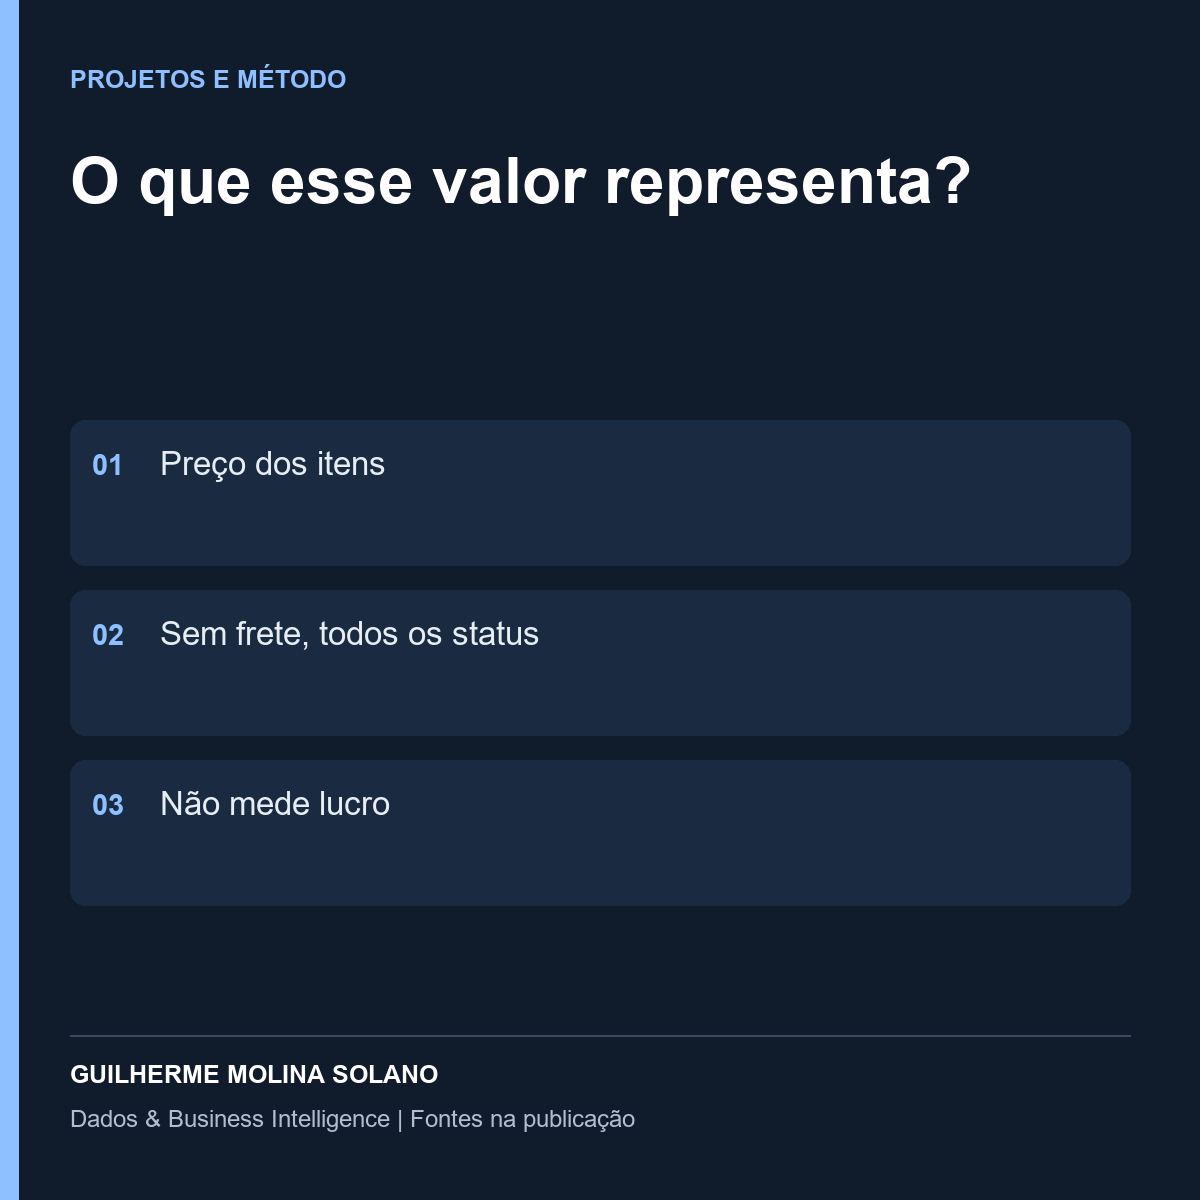 PROJETOS E MÉTODO
O que esse valor representa?
01 Preço dos itens
02 Sem frete, todos os status
03 Não mede lucro
GUILHERME MOLINA SOLANO
Dados & Business Intelligence | Fontes na publicação